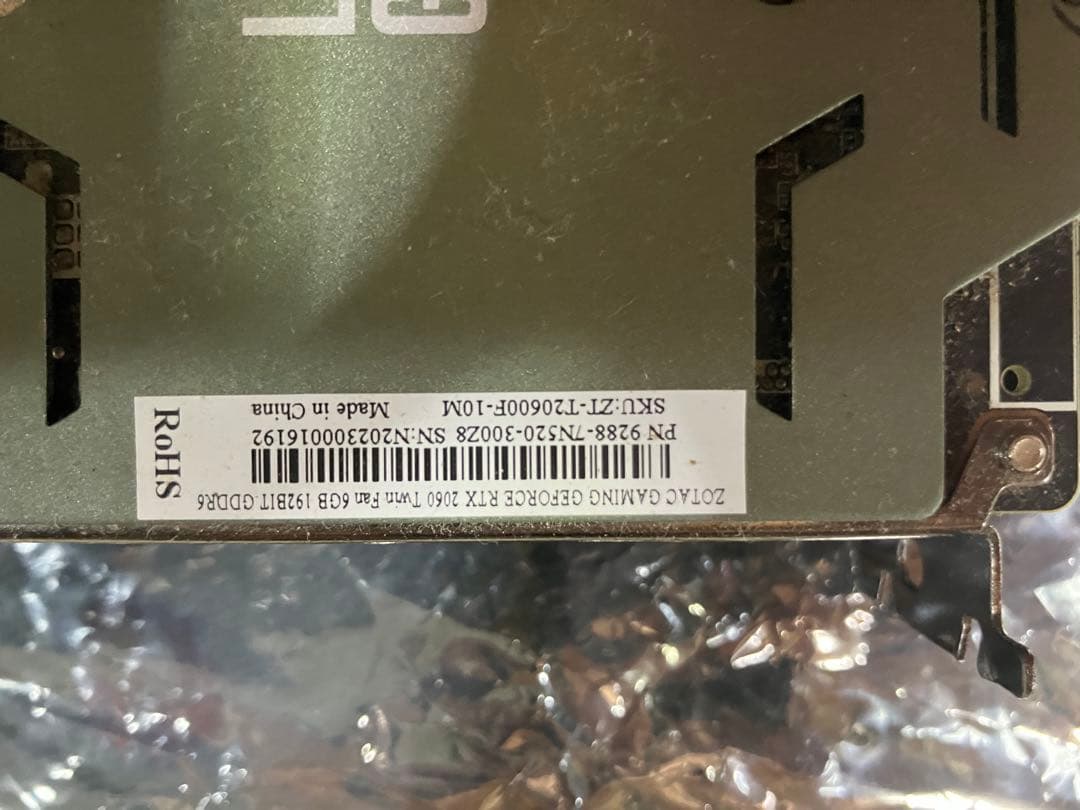 ZOTAC GAMING GEFORCE RTX 2060 Twin Fan 6GB 192BIT GDDR6
PN 9288-7N520-300Z8 SN:N202300016192
SKU:ZT-T20600F-10M Made in China
RoHS